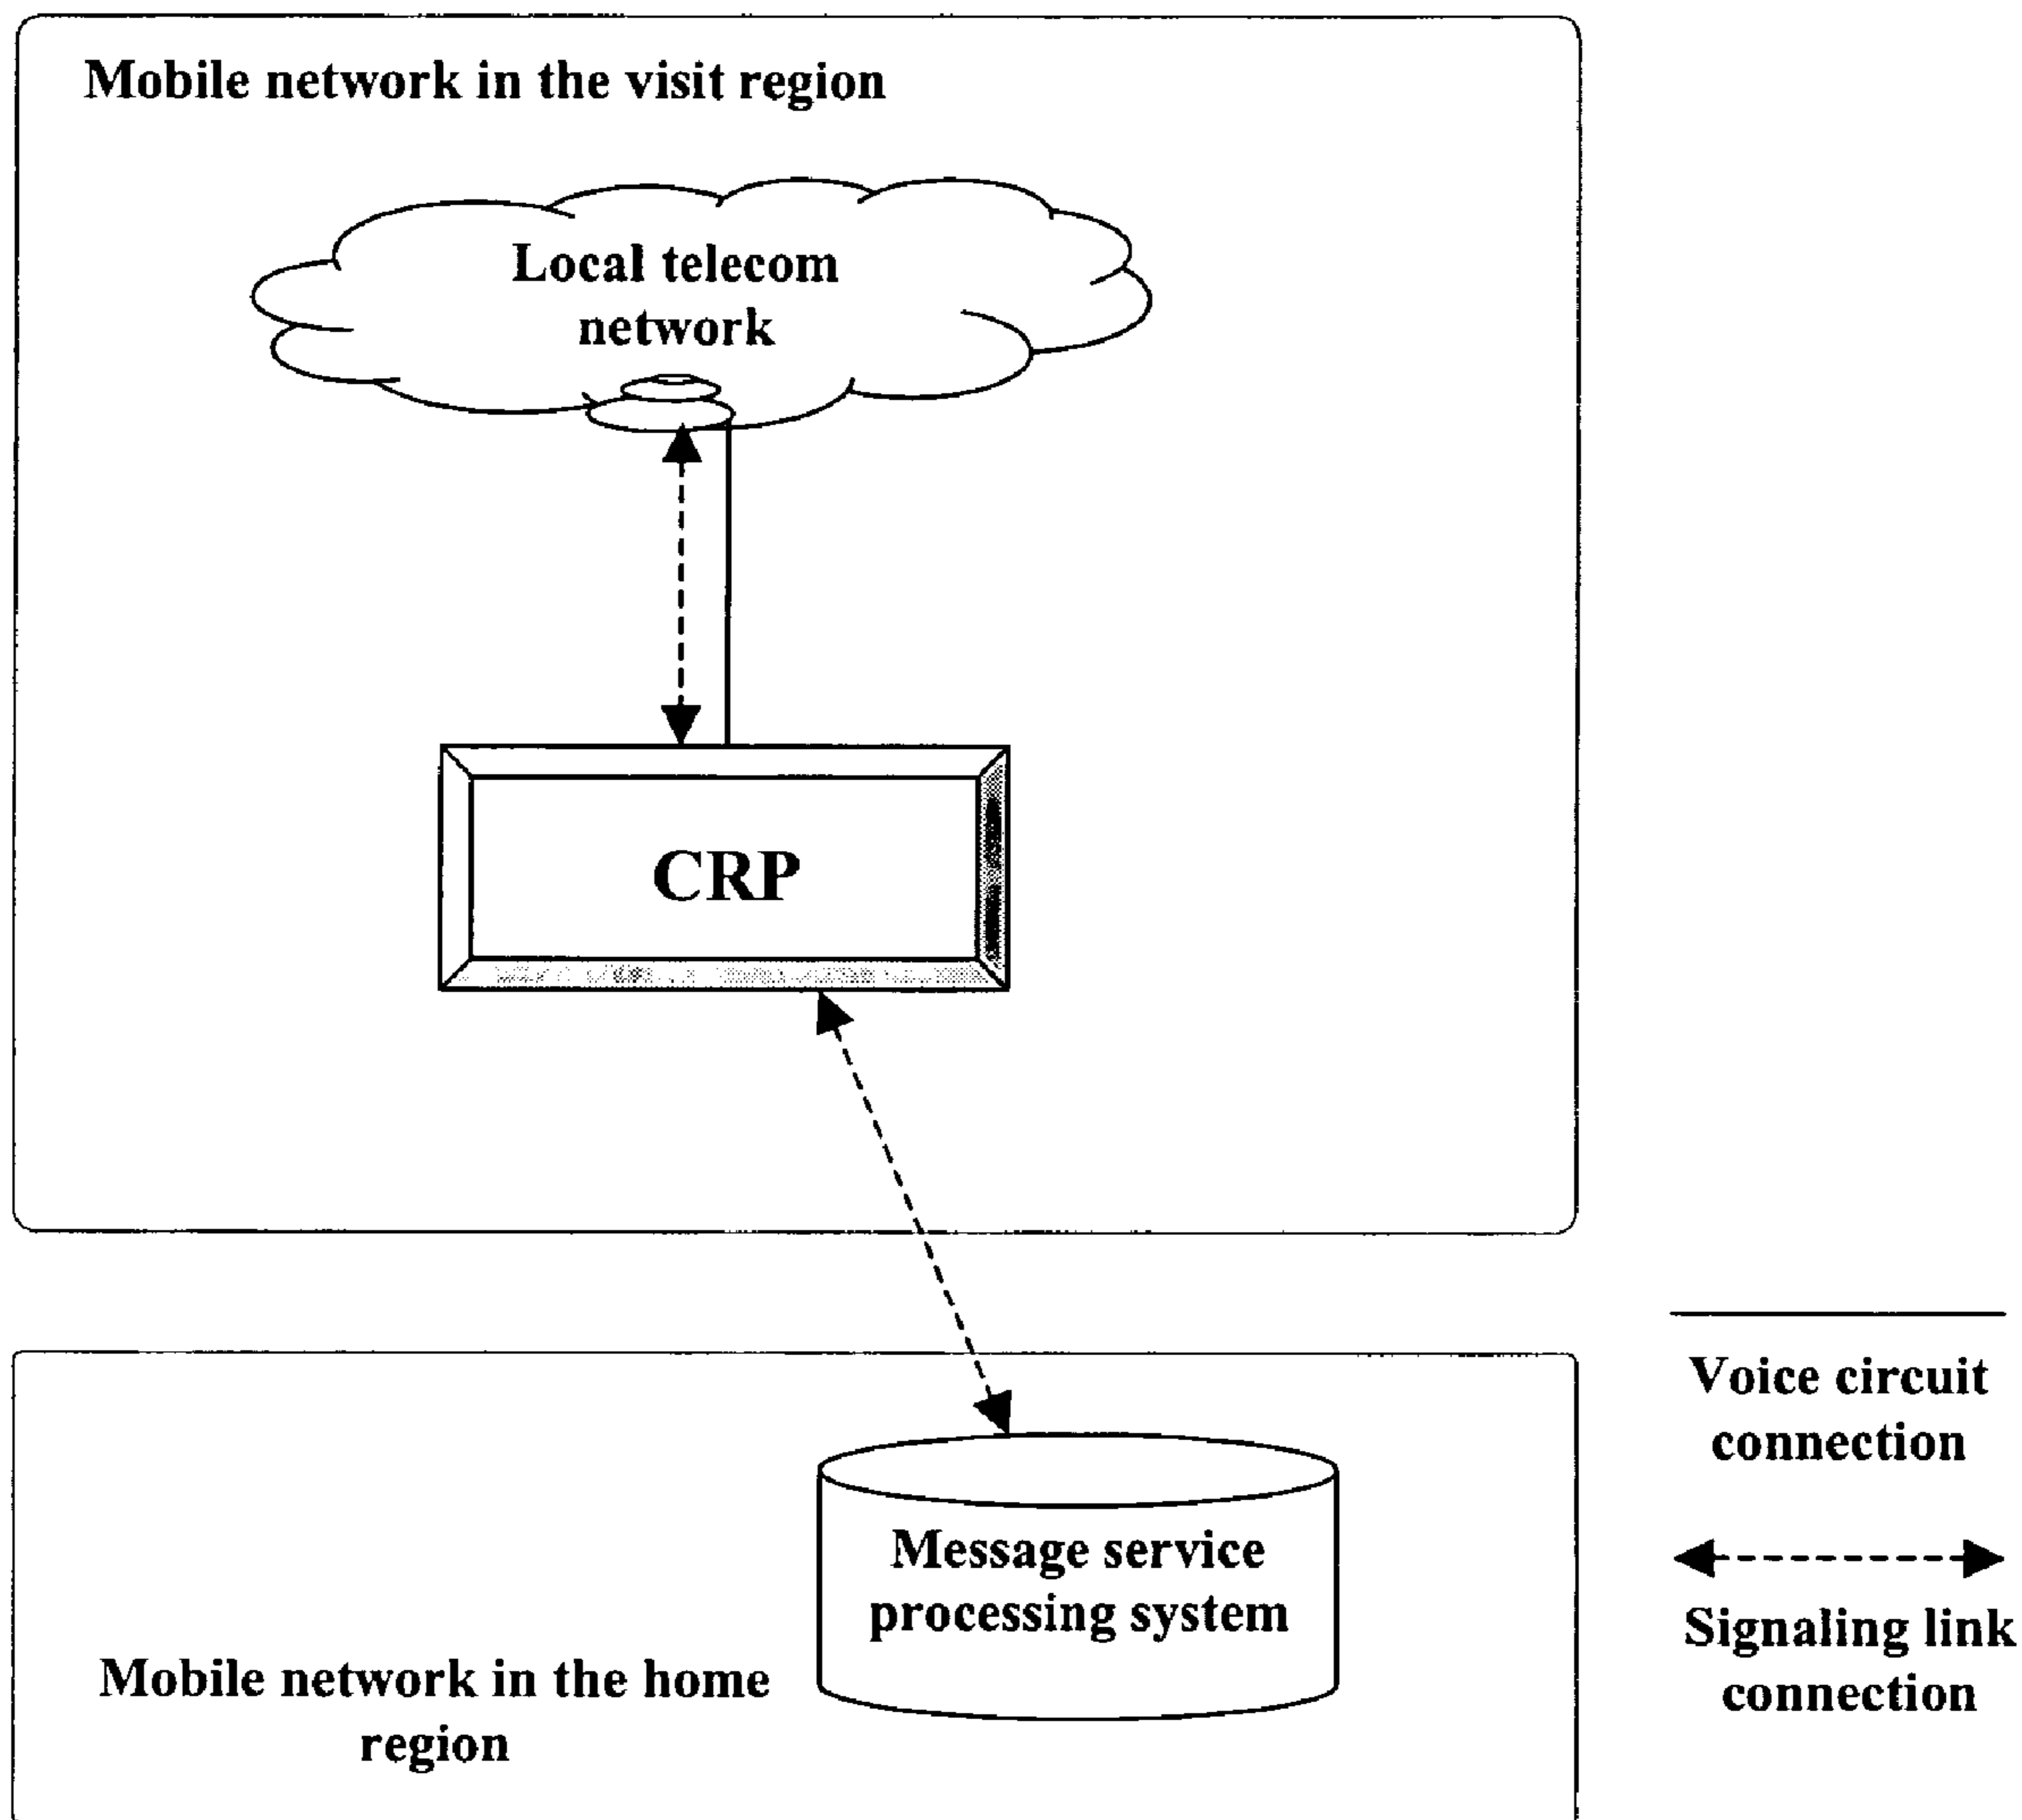 Mobile network in the visit region
Local telecom
network
CRP
Voice circuit
connection
Message service
processing system
Signaling link
connection
Mobile network in the home
region